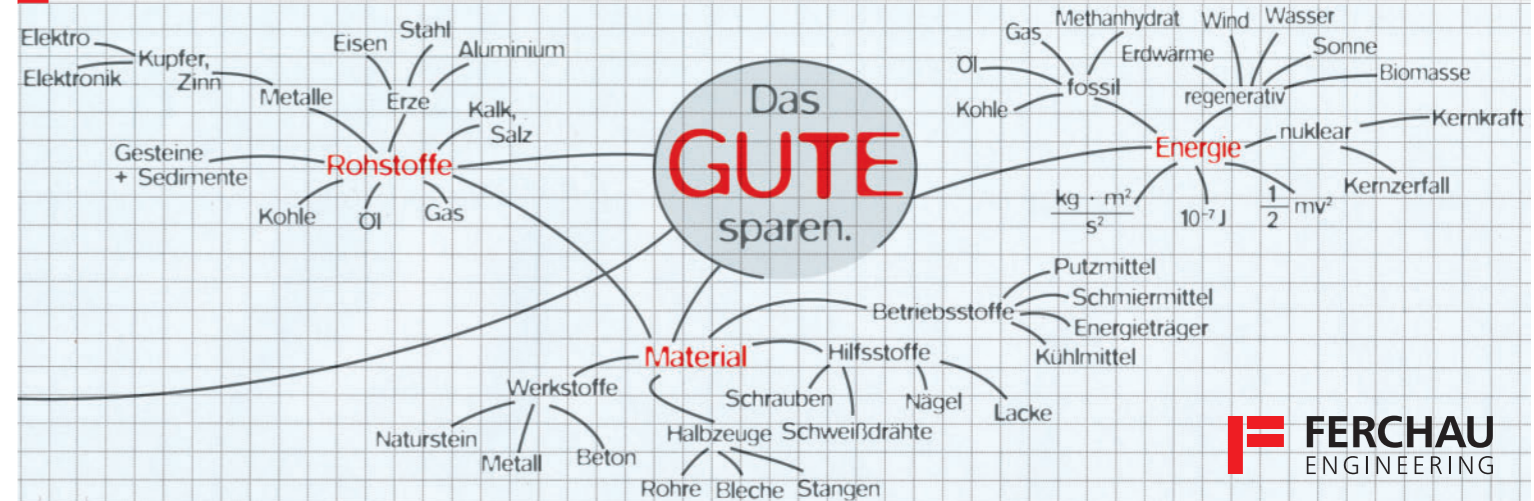 Das
GUTE
sparen.
Rohstoffe
Metalle
Kupfer,
Zinn
Elektro
Elektronik
Erze
Eisen
Stahl
Aluminium
Kalk,
Salz
Gesteine
+ Sedimente
Kohle
Öl
Gas
Energie
fossil
Kohle
Öl
Gas
Methanhydrat
regenerativ
Erdwärme
Wind
Wasser
Sonne
Biomasse
nuklear
Kernkraft
Kernzerfall
kg · m²
s²
10⁻⁷ J
1
2
mv²
Material
Betriebsstoffe
Putzmittel
Schmiermittel
Energieträger
Kühlmittel
Hilfsstoffe
Schrauben
Schweißdrähte
Nägel
Lacke
Werkstoffe
Naturstein
Metall
Beton
Halbzeuge
Rohre
Bleche
Stangen
FERCHAU
ENGINEERING